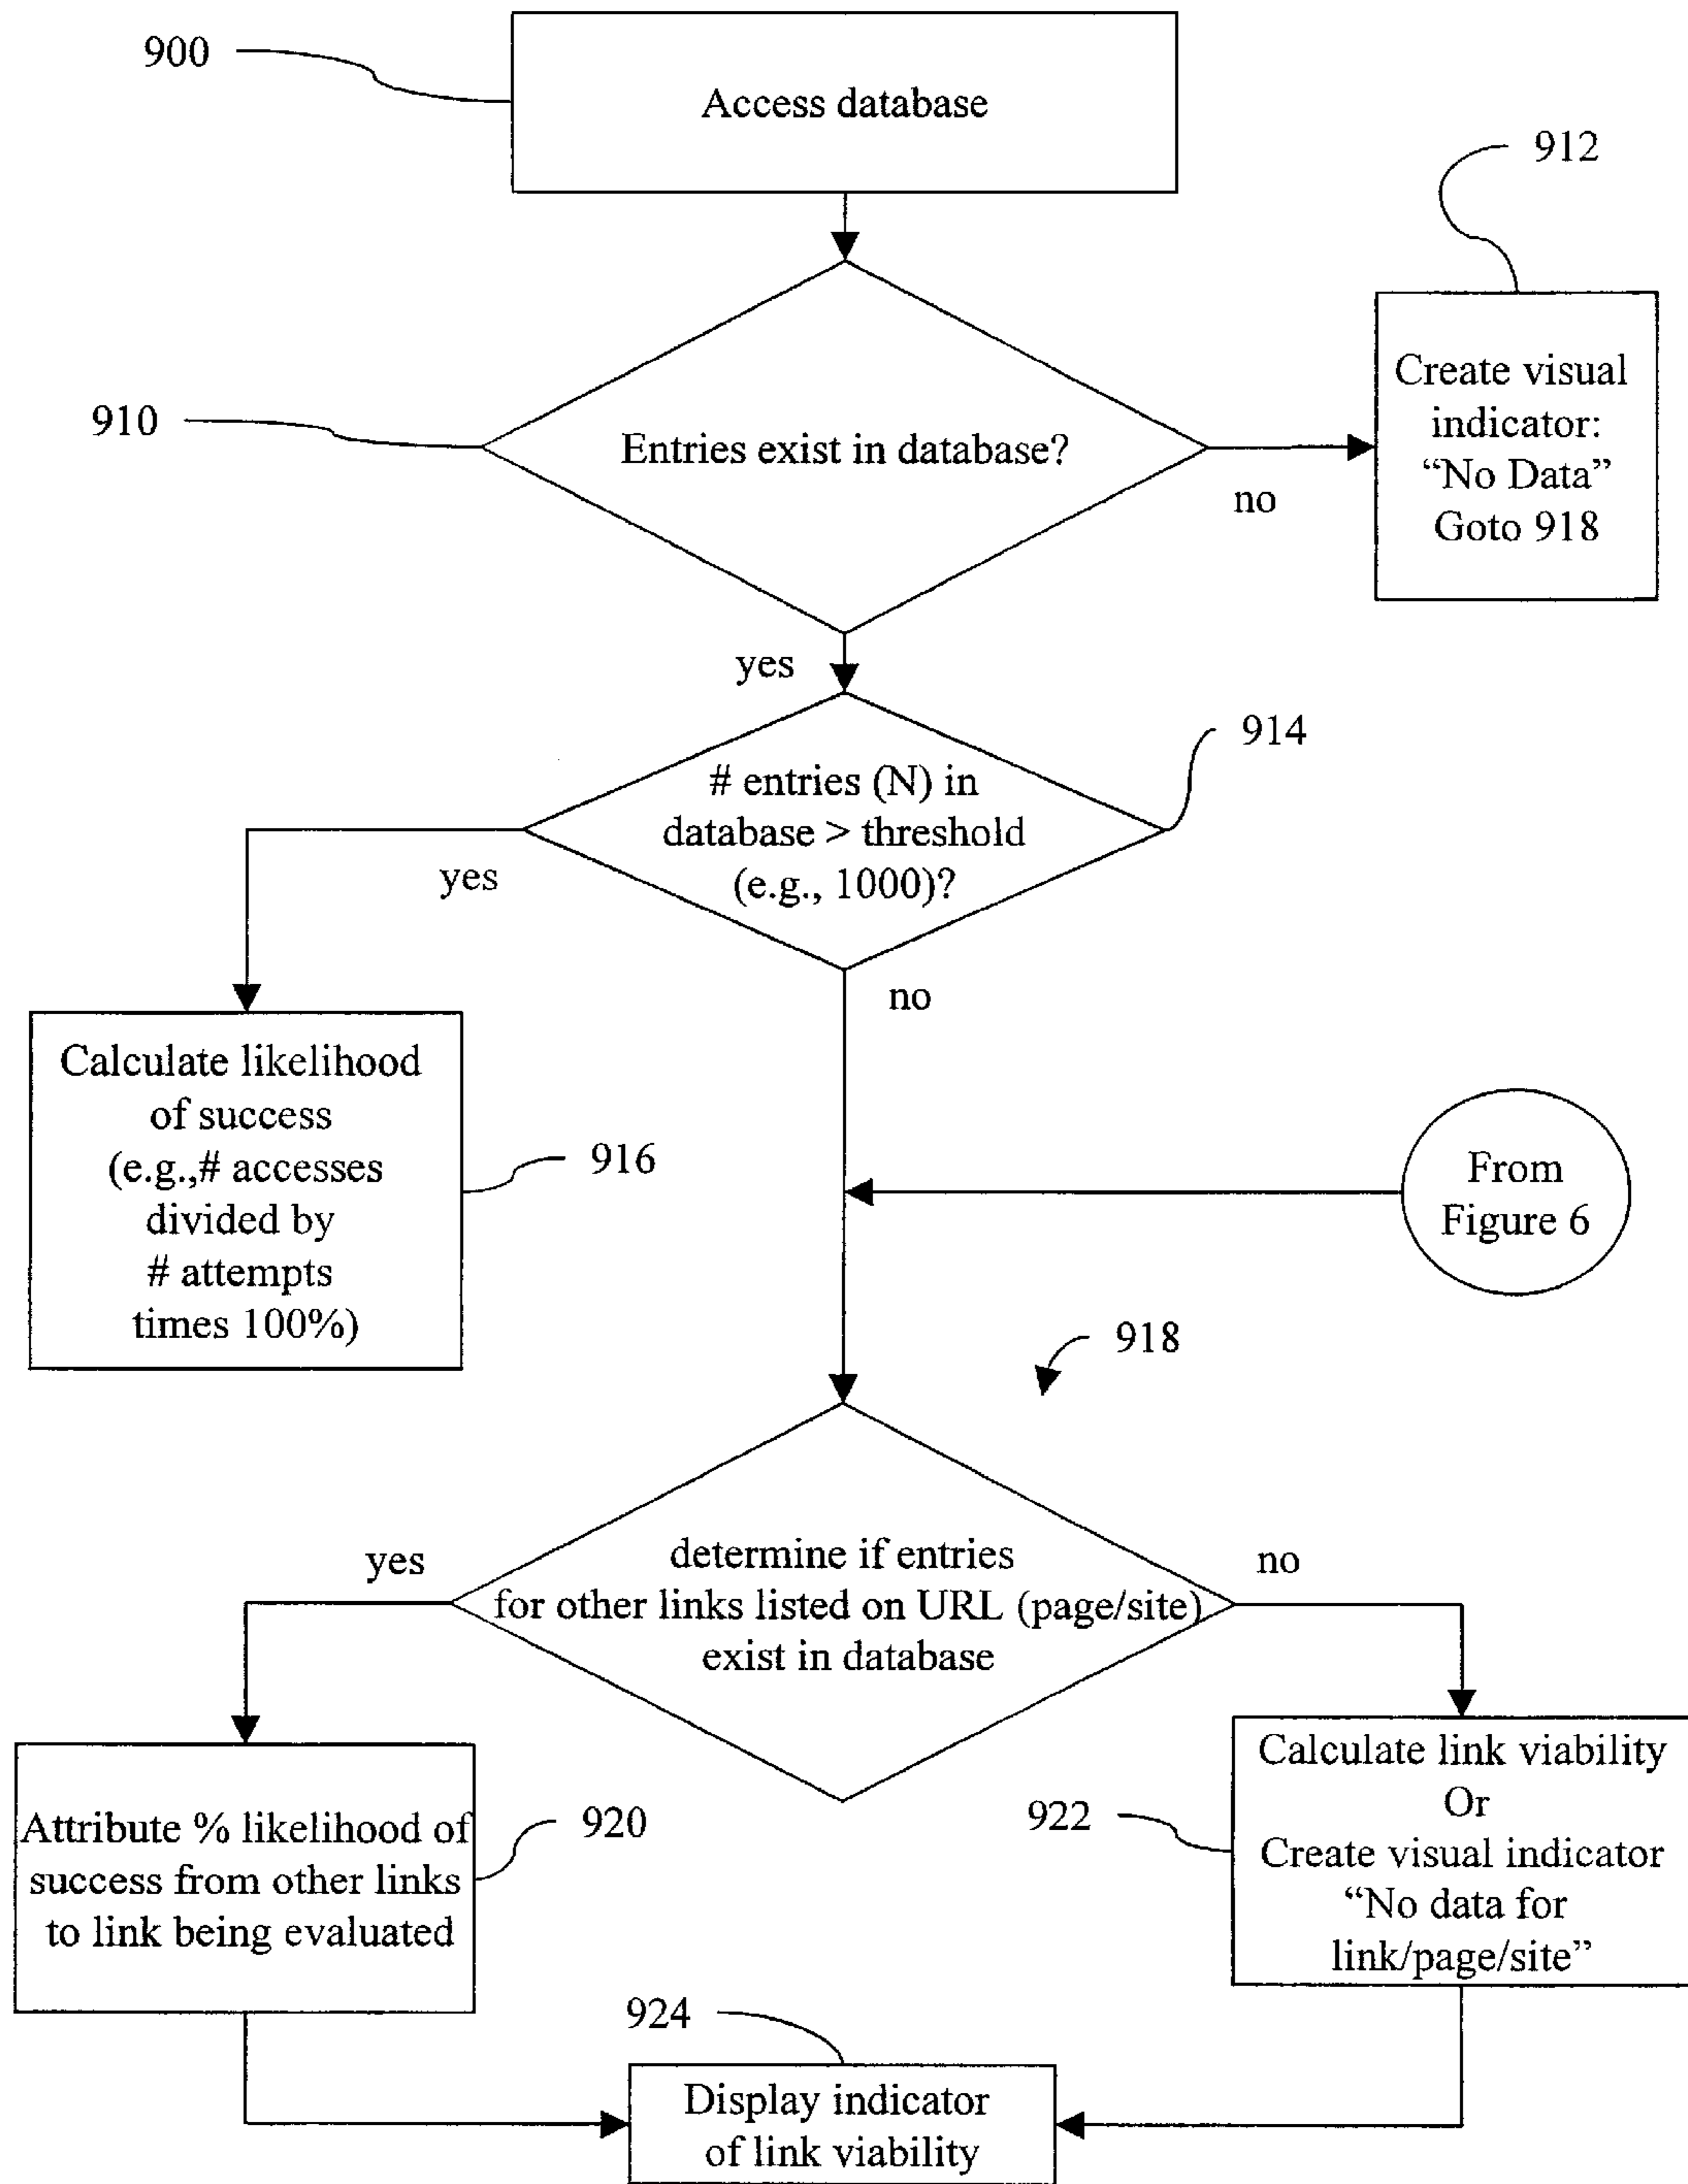 900
Access database
912
Create visual
indicator:
“No Data”
Goto 918
910
Entries exist in database?
no
yes
914
# entries (N) in
database > threshold
(e.g., 1000)?
yes
no
Calculate likelihood
of success
(e.g.,# accesses
divided by
# attempts
times 100%)
916
From
Figure 6
918
determine if entries
for other links listed on URL (page/site)
exist in database
yes
no
Attribute % likelihood of
success from other links
to link being evaluated
920
922
Calculate link viability
Or
Create visual indicator
“No data for
link/page/site”
924
Display indicator
of link viability